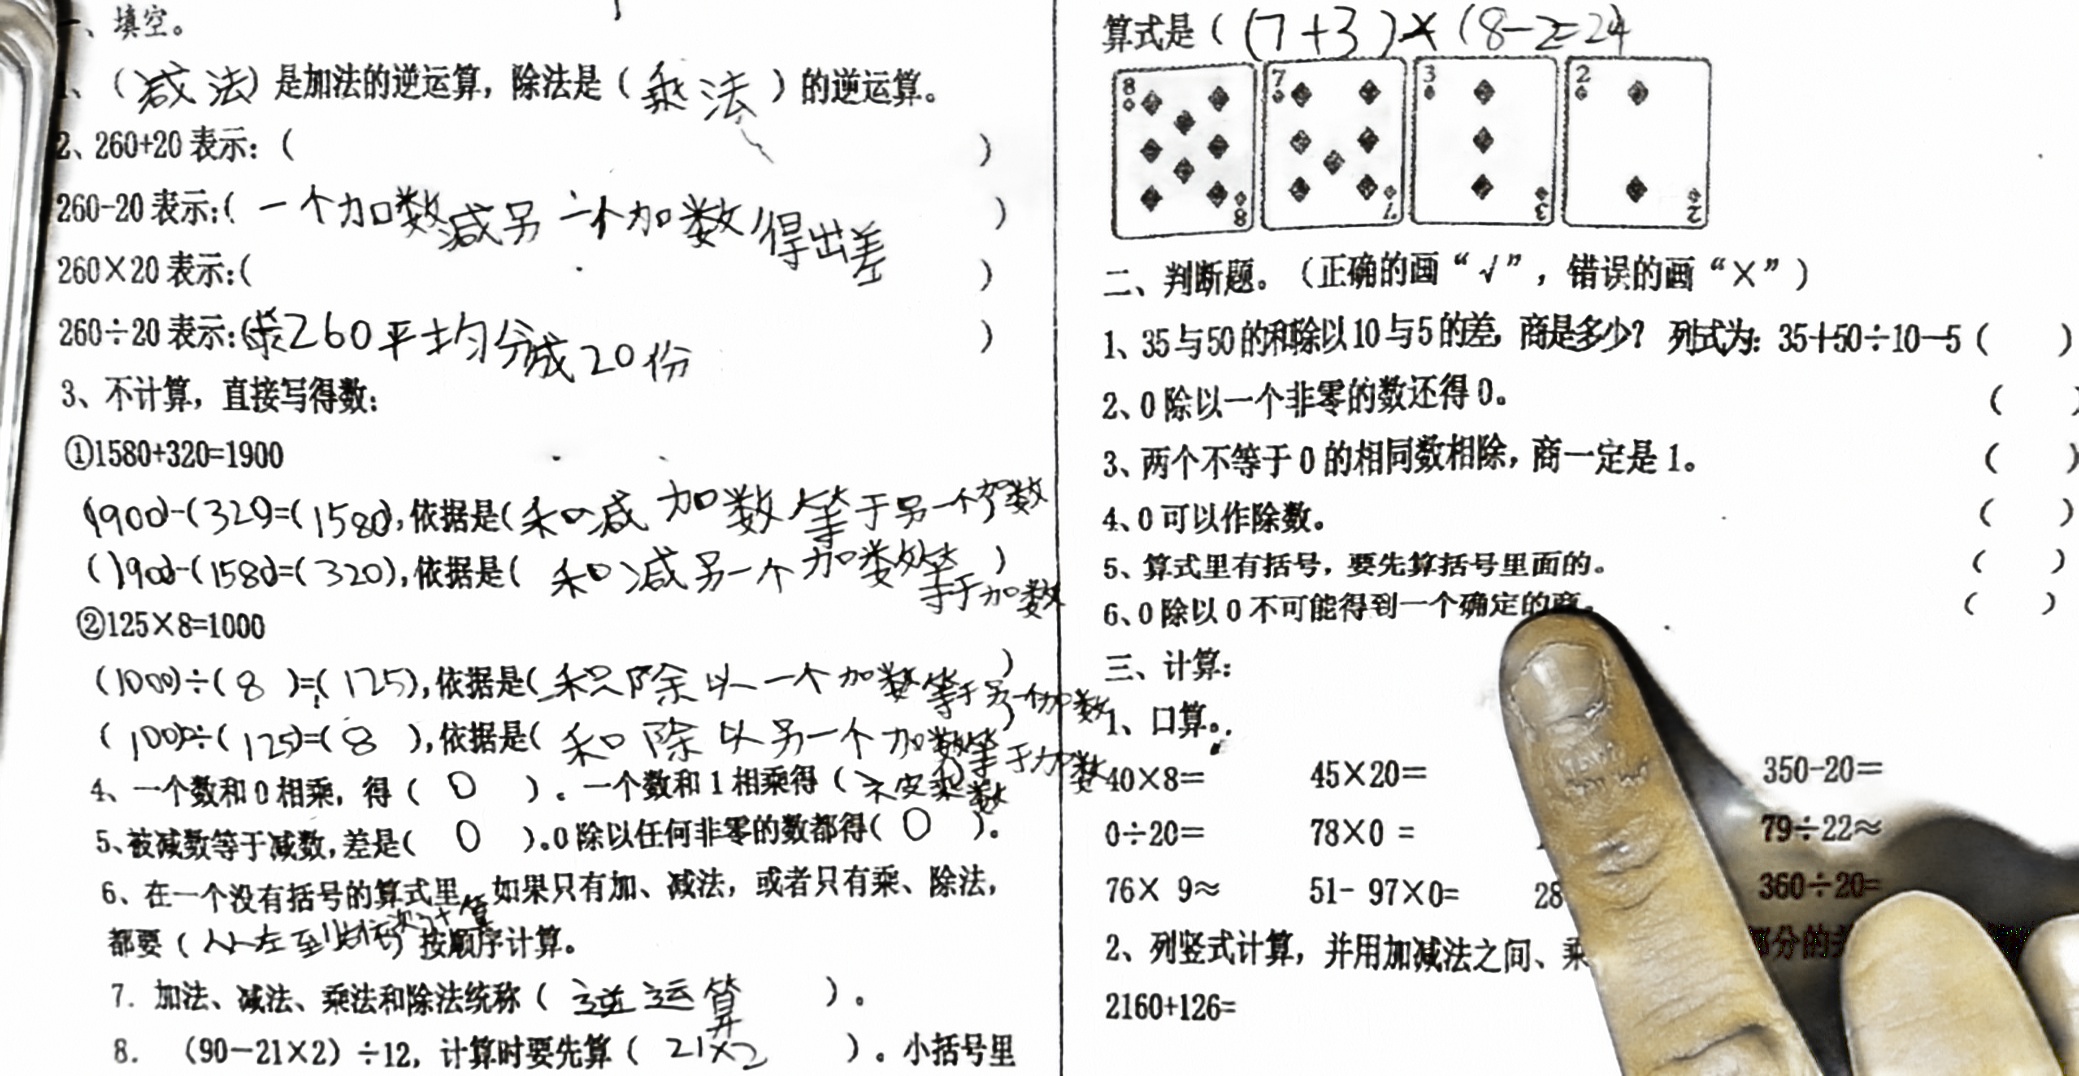 一、填空。
1、（减法）是加法的逆运算，除法是（乘法）的逆运算。
2、260+20 表示：（ ）
260-20 表示:（一个加数减另一个加数得出差）
260×20 表示:（ ）
260÷20 表示:（260平均分成20份）
3、不计算，直接写得数：
①1580+320=1900
(1900)-(320)=(1580),依据是(和减加数等于另一个加数
(1900)-(1580)=(320),依据是(和减另一个加数等于加数)
②125×8=1000
(1000)÷(8)=(125),依据是(积除以一个加数等于另一个加数)
(1000)÷(125)=(8),依据是(和除以另一个加数等于加数)
4、一个数和0相乘，得（0）。一个数和1相乘得（数
5、被减数等于减数,差是(0)。0除以任何非零的数都得(0)。
6、在一个没有括号的算式里，如果只有加、减法，或者只有乘、除法，
都要（从左至依次计算）按顺序计算。
7. 加法、减法、乘法和除法统称（逆运算）。
8. （90－21×2）÷12，计算时要先算（21×2）。小括号里
算式是（(7+3)×(8-2=24
8 7 3 2
8 7 3 2
二、判断题。（正确的画“√”，错误的画“×”）
1、35与50的和除以10与5的差,商是多少? 列式为: 35+50÷10—5（ ）
2、0除以一个非零的数还得0。（ ）
3、两个不等于0的相同数相除，商一定是1。（ ）
4、0可以作除数。（ ）
5、算式里有括号，要先算括号里面的。（ ）
6、0除以0不可能得到一个确定的商。（ ）
三、计算：
1、口算。
40×8= 45×20= 350-20=
0÷20= 78×0 = 79÷22≈
76× 9≈ 51- 97×0= 28 360÷20=
2、列竖式计算，并用加减法之间、乘 部分的
2160+126=